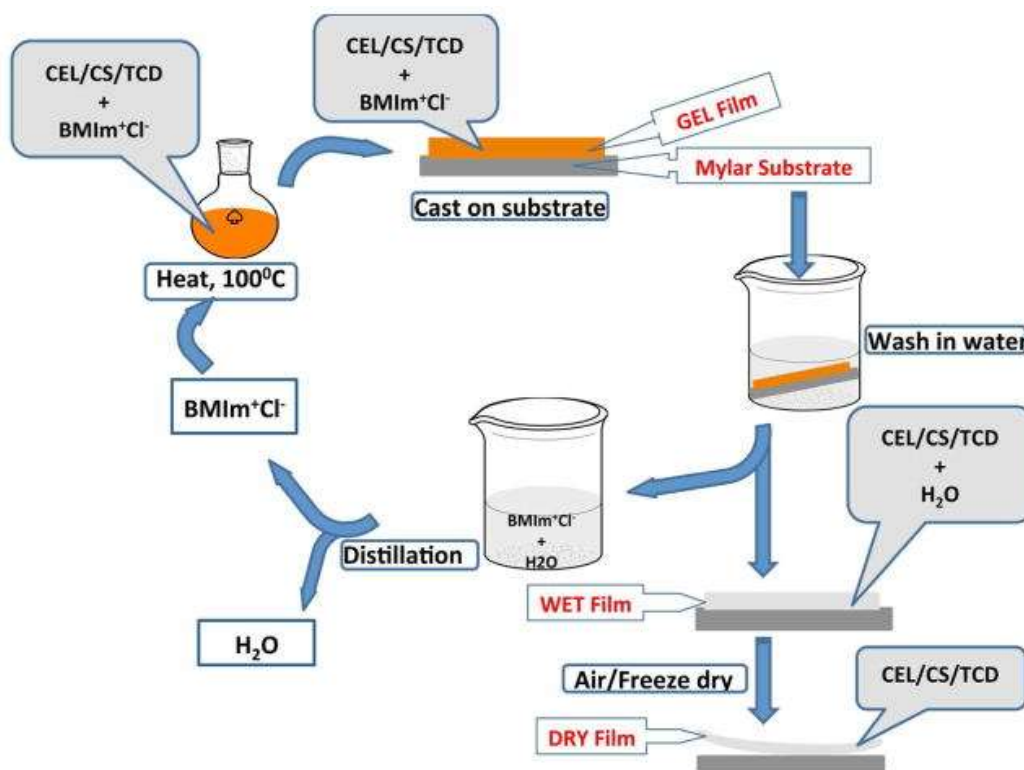 CEL/CS/TCD
+
BMIm⁺Cl⁻
CEL/CS/TCD
+
BMIm⁺Cl⁻
GEL Film
Mylar Substrate
Cast on substrate
Heat, 100⁰C
Wash in water
BMIm⁺Cl⁻
CEL/CS/TCD
+
H₂O
BMIm⁺Cl⁻
+
H2O
Distillation
WET Film
H₂O
Air/Freeze dry
CEL/CS/TCD
DRY Film